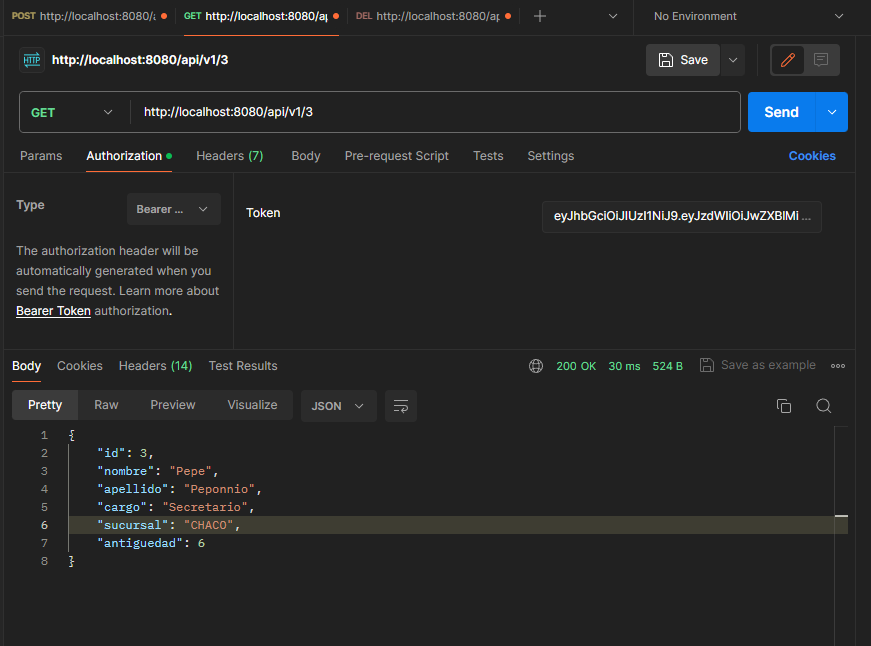 POST http://localhost:8080/a GET http://localhost:8080/ap DEL http://localhost:8080/ap No Environment
HTTP http://localhost:8080/api/v1/3 Save
GET http://localhost:8080/api/v1/3 Send
Params Authorization Headers (7) Body Pre-request Script Tests Settings Cookies
Type Bearer ... Token eyJhbGciOiJIUzI1NiJ9.eyJzdWIiOiJwZXBlMi ...
The authorization header will be
automatically generated when you
send the request. Learn more about
Bearer Token authorization.
Body Cookies Headers (14) Test Results 200 OK 30 ms 524 B Save as example
Pretty Raw Preview Visualize JSON
1 {
2 "id": 3,
3 "nombre": "Pepe",
4 "apellido": "Peponnio",
5 "cargo": "Secretario",
6 "sucursal": "CHACO",
7 "antiguedad": 6
8 }